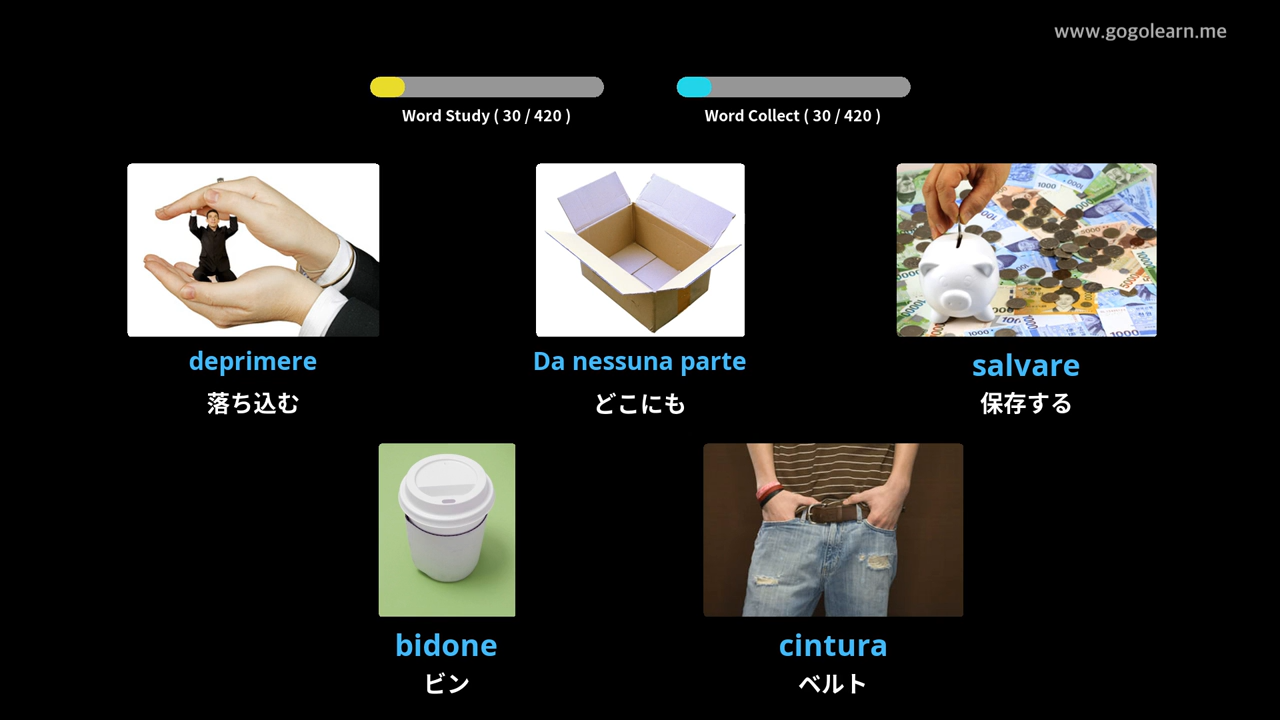 www.gogolearn.me
Word Study ( 30 / 420 )
Word Collect ( 30 / 420 )
deprimere
落ち込む
Da nessuna parte
どこにも
salvare
保存する
bidone
ビン
cintura
ベルト